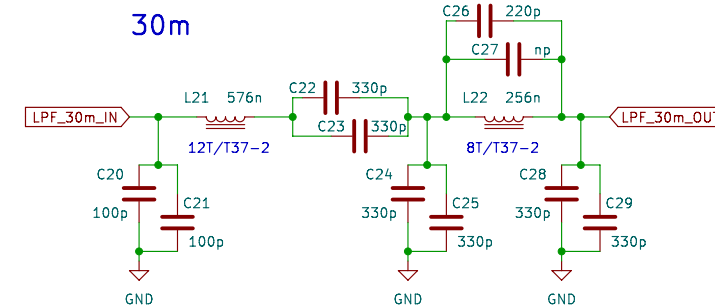 30m
C26 220p
C27 np
L21 576n
C22 330p
L22 256n
LPF_30m_IN
LPF_30m_OUT
C23 330p
12T/T37-2
8T/T37-2
C20
100p
C21
100p
C24
330p
C25
330p
C28
330p
C29
330p
GND
GND
GND